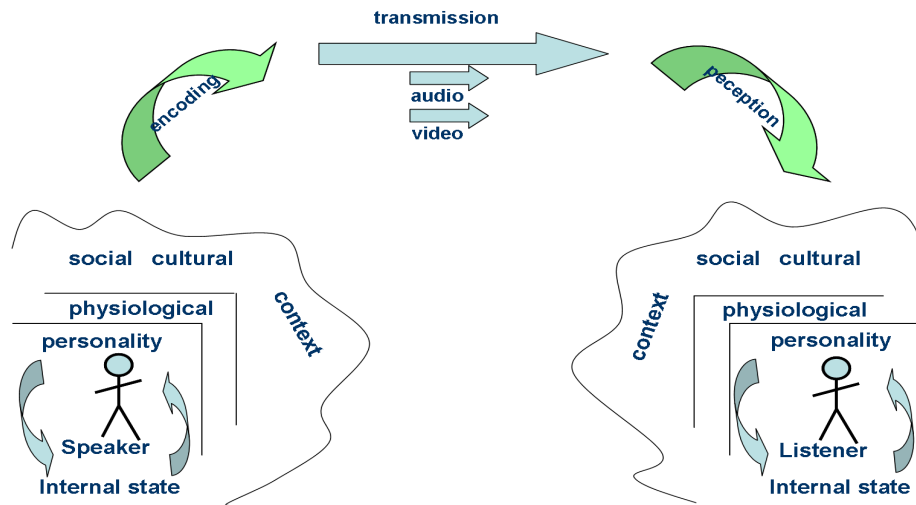 transmission
encoding
audio
video
peception
social cultural
context
physiological
personality
Speaker
Internal state
social cultural
context
physiological
personality
Listener
Internal state